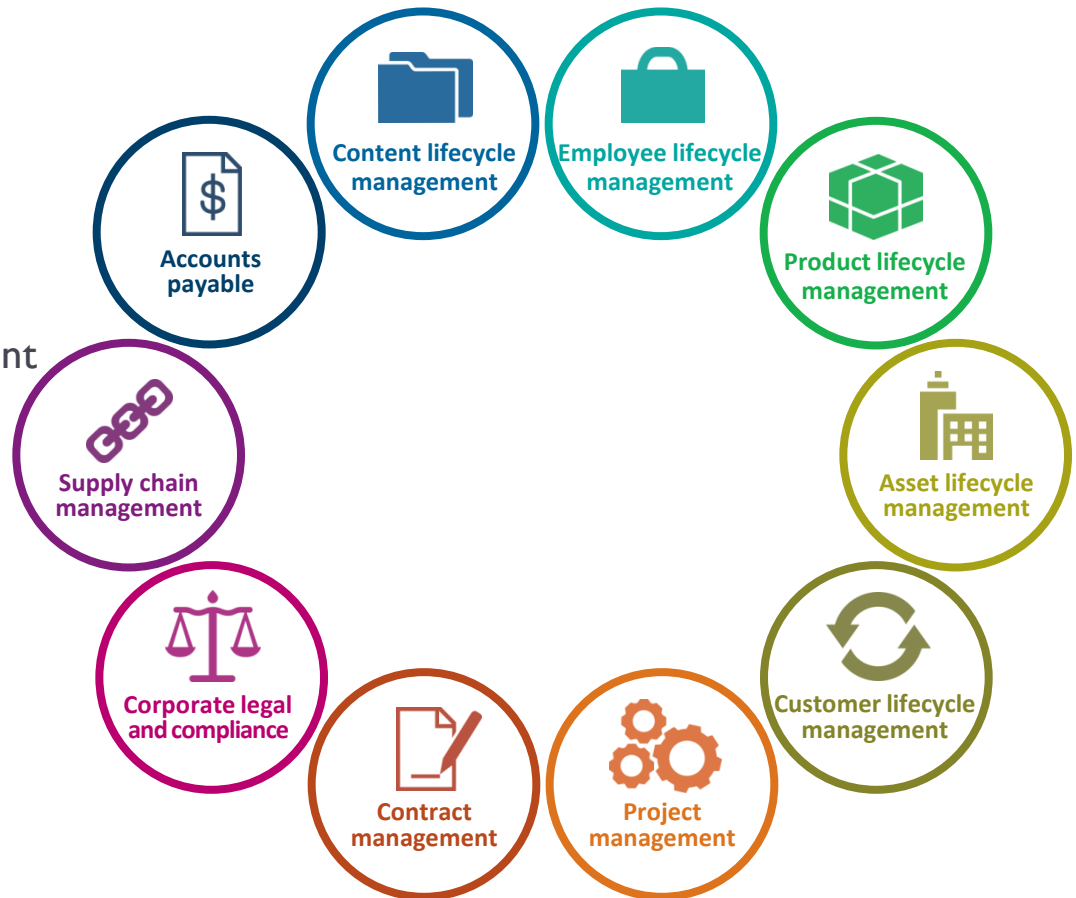 Content lifecycle
management
Employee lifecycle
management
Accounts
payable
$
Product lifecycle
management
nt
Supply chain
management
Asset lifecycle
management
Corporate legal
and compliance
Customer lifecycle
management
Contract
management
Project
management